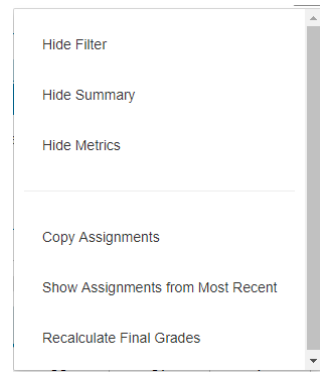 Hide Filter
Hide Summary
Hide Metrics
Copy Assignments
Show Assignments from Most Recent
Recalculate Final Grades